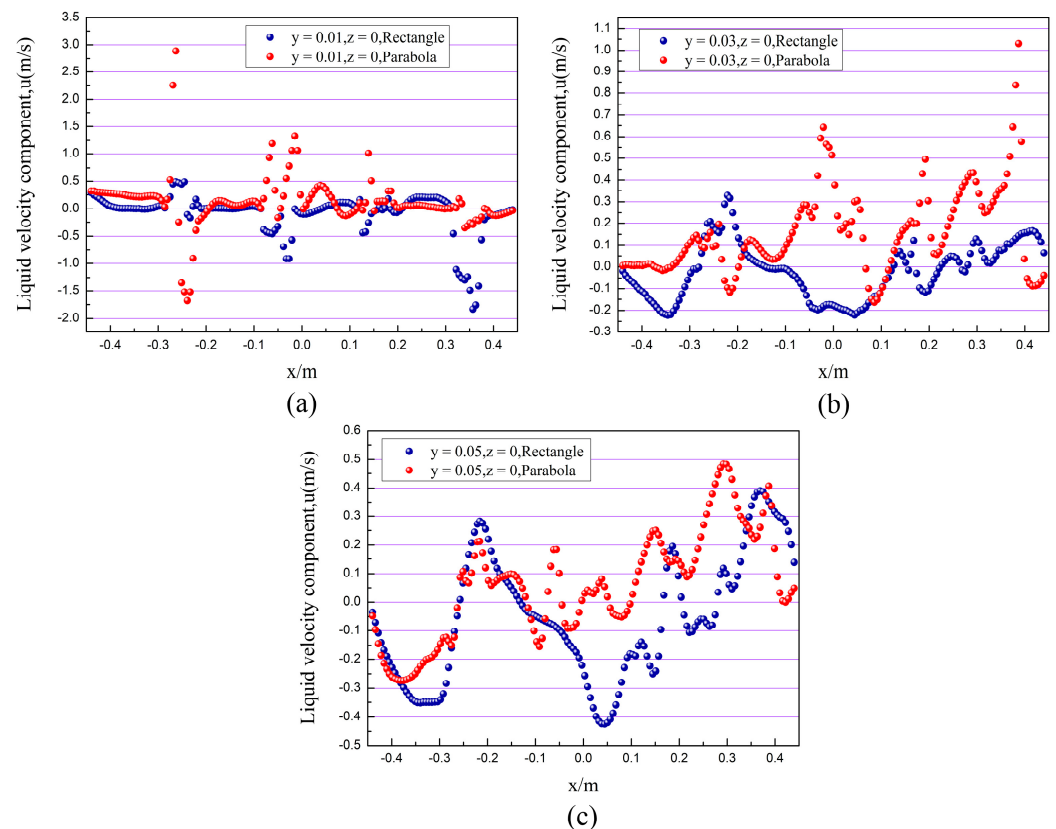 Liquid velocity component,u(m/s)
3.5
3.0
2.5
2.0
1.5
1.0
0.5
0.0
-0.5
-1.0
-1.5
-2.0
y = 0.01,z = 0,Rectangle
y = 0.01,z = 0,Parabola
-0.4 -0.3 -0.2 -0.1 0.0 0.1 0.2 0.3 0.4
x/m
(a)
Liquid velocity component,u(m/s)
1.1
1.0
0.9
0.8
0.7
0.6
0.5
0.4
0.3
0.2
0.1
0.0
-0.1
-0.2
-0.3
y = 0.03,z = 0,Rectangle
y = 0.03,z = 0,Parabola
-0.4 -0.3 -0.2 -0.1 0.0 0.1 0.2 0.3 0.4
x/m
(b)
Liquid velocity component,u(m/s)
0.6
0.5
0.4
0.3
0.2
0.1
0.0
-0.1
-0.2
-0.3
-0.4
-0.5
y = 0.05,z = 0,Rectangle
y = 0.05,z = 0,Parabola
-0.4 -0.3 -0.2 -0.1 0.0 0.1 0.2 0.3 0.4
x/m
(c)